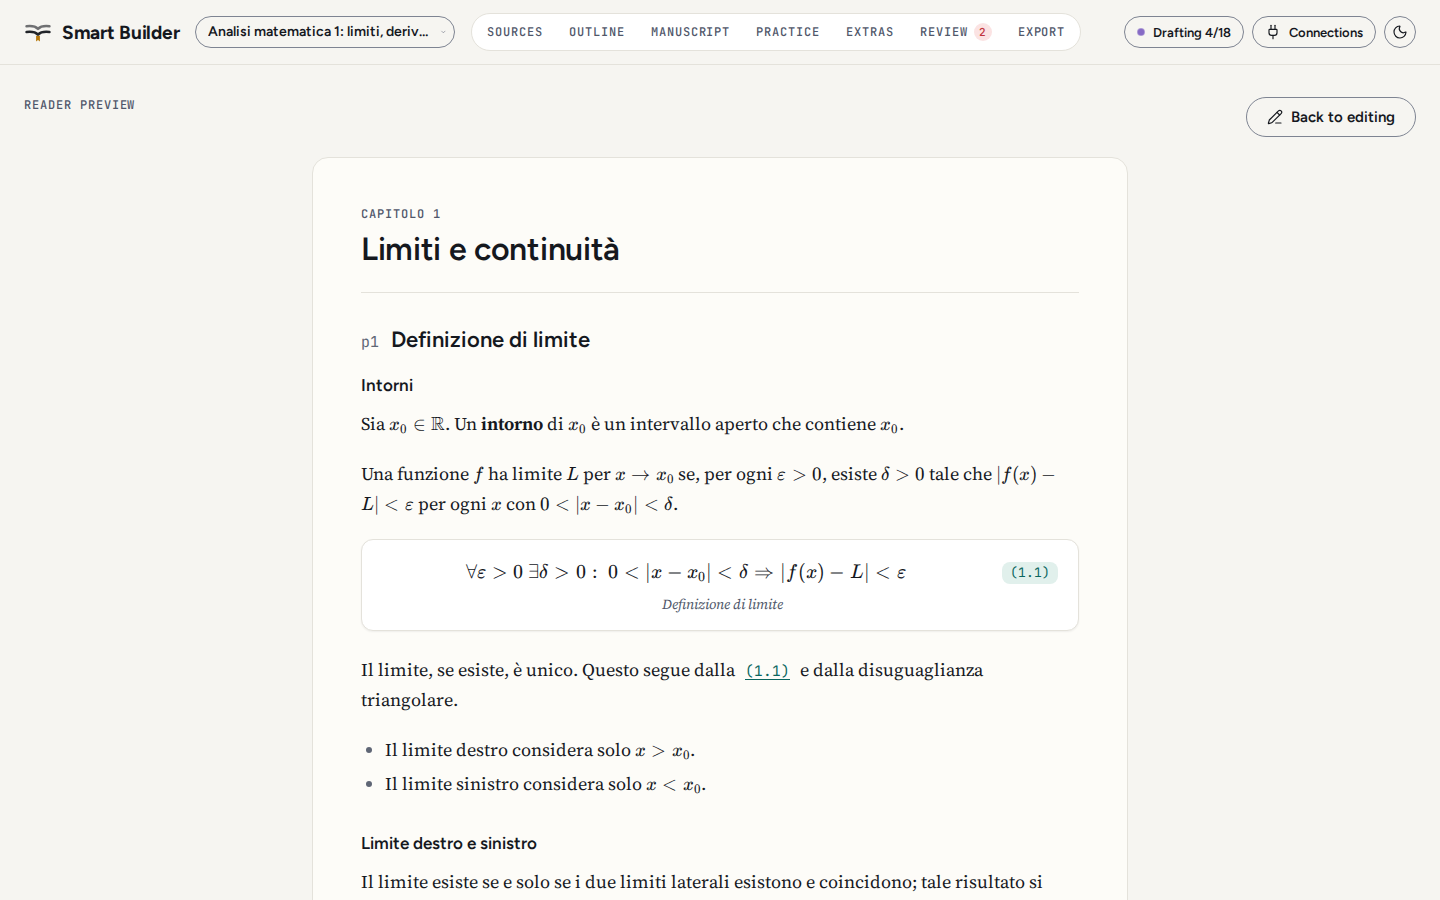 Smart Builder
Analisi matematica 1: limiti, deriv...
SOURCES
OUTLINE
MANUSCRIPT
PRACTICE
EXTRAS
REVIEW 2
EXPORT
Drafting 4/18
Connections
READER PREVIEW
Back to editing
CAPITOLO 1
Limiti e continuità
p1 Definizione di limite
Intorni
Sia x₀ ∈ ℝ. Un intorno di x₀ è un intervallo aperto che contiene x₀.
Una funzione f ha limite L per x → x₀ se, per ogni ε > 0, esiste δ > 0 tale che |f(x) −
L| < ε per ogni x con 0 < |x − x₀| < δ.
∀ε > 0 ∃δ > 0 : 0 < |x − x₀| < δ ⇒ |f(x) − L| < ε (1.1)
Definizione di limite
Il limite, se esiste, è unico. Questo segue dalla (1.1) e dalla disuguaglianza
triangolare.
• Il limite destro considera solo x > x₀.
• Il limite sinistro considera solo x < x₀.
Limite destro e sinistro
Il limite esiste se e solo se i due limiti laterali esistono e coincidono; tale risultato si